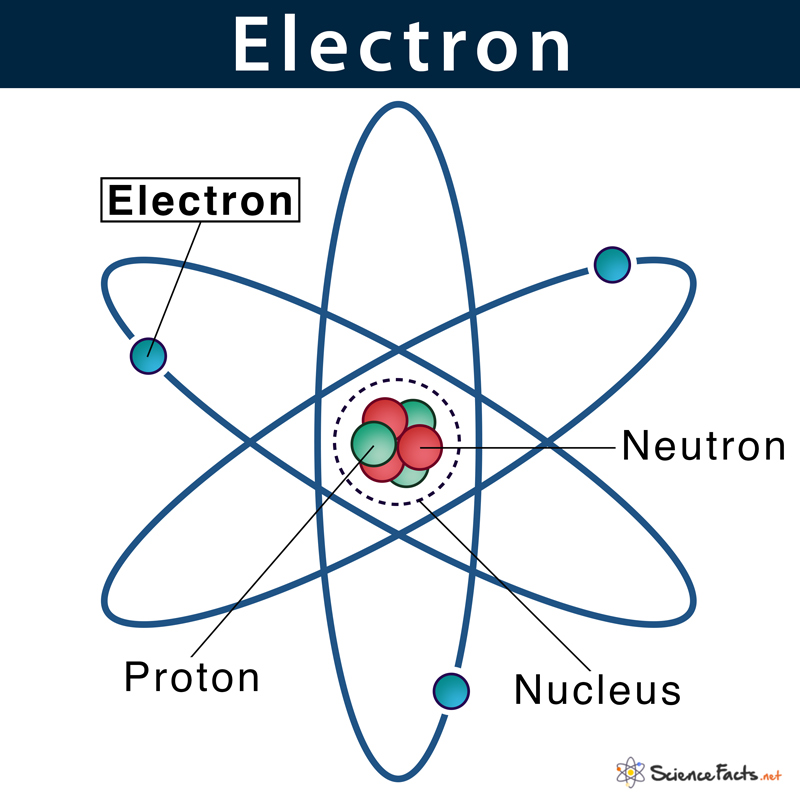 Electron
Electron
Neutron
Proton
Nucleus
ScienceFacts.net